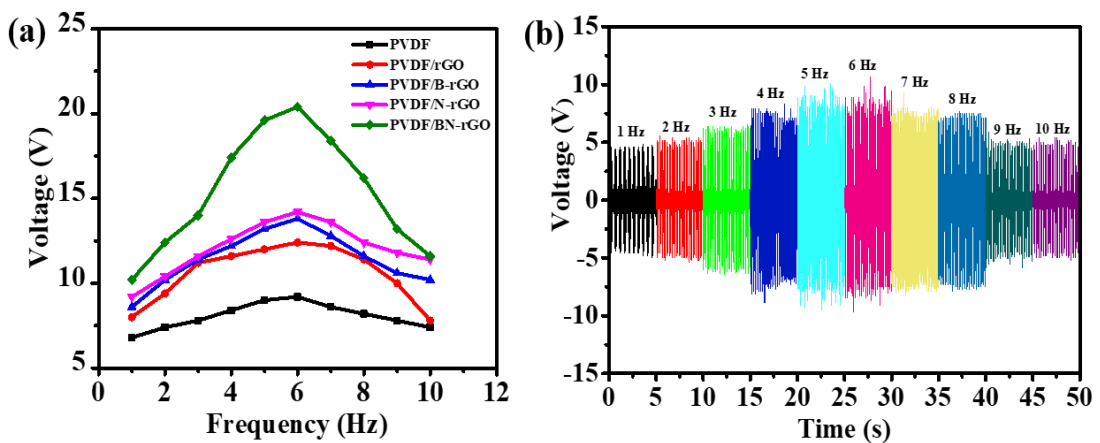 (a)
25
20
15
10
5
Voltage (V)
0 2 4 6 8 10 12
Frequency (Hz)
PVDF
PVDF/rGO
PVDF/B-rGO
PVDF/N-rGO
PVDF/BN-rGO
(b)
15
10
5
0
-5
-10
-15
Voltage (V)
1 Hz 2 Hz 3 Hz 4 Hz 5 Hz 6 Hz 7 Hz 8 Hz 9 Hz 10 Hz
0 5 10 15 20 25 30 35 40 45 50
Time (s)